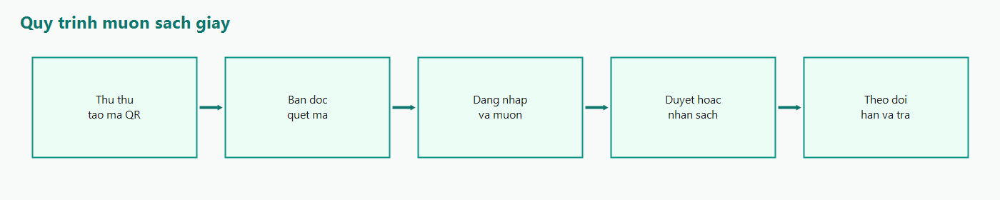 Quy trinh muon sach giay
Thu thu
tao ma QR
Ban doc
quet ma
Dang nhap
va muon
Duyet hoac
nhan sach
Theo doi
han va tra